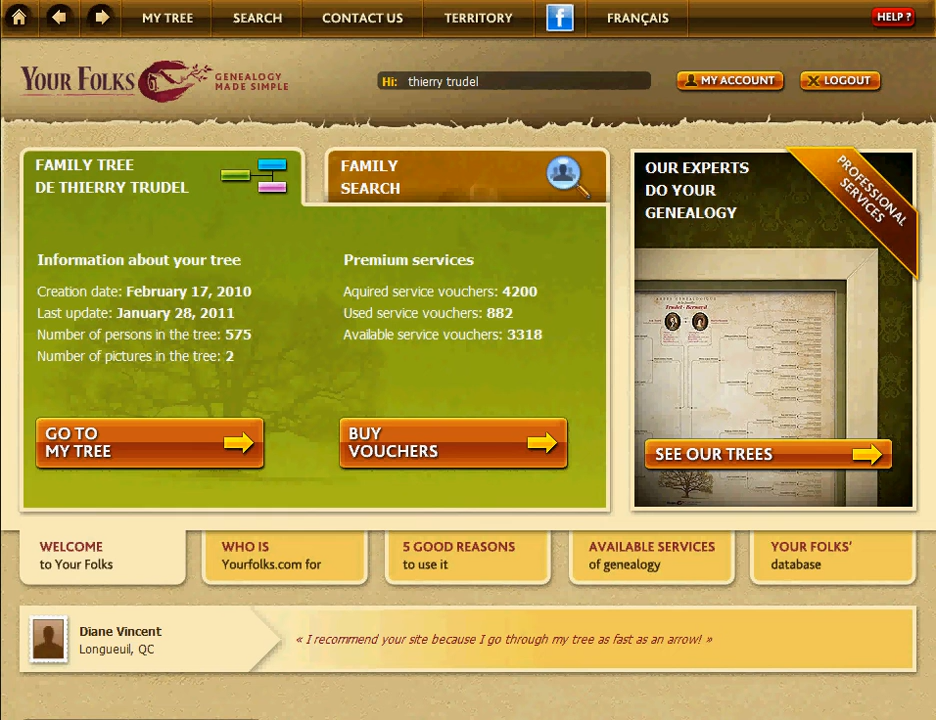 MY TREE
SEARCH
CONTACT US
TERRITORY
f
FRANÇAIS
HELP ?
YOUR FOLKS
GENEALOGY
MADE SIMPLE
Hi: thierry trudel
MY ACCOUNT
LOGOUT
FAMILY TREE
DE THIERRY TRUDEL
FAMILY
SEARCH
OUR EXPERTS
DO YOUR
GENEALOGY
PROFESSIONAL
SERVICES
Information about your tree
Creation date: February 17, 2010
Last update: January 28, 2011
Number of persons in the tree: 575
Number of pictures in the tree: 2
Premium services
Aquired service vouchers: 4200
Used service vouchers: 882
Available service vouchers: 3318
Trudel - Bernard
GO TO
MY TREE
BUY
VOUCHERS
SEE OUR TREES
WELCOME
to Your Folks
WHO IS
Yourfolks.com for
5 GOOD REASONS
to use it
AVAILABLE SERVICES
of genealogy
YOUR FOLKS'
database
Diane Vincent
Longueuil, QC
« I recommend your site because I go through my tree as fast as an arrow! »